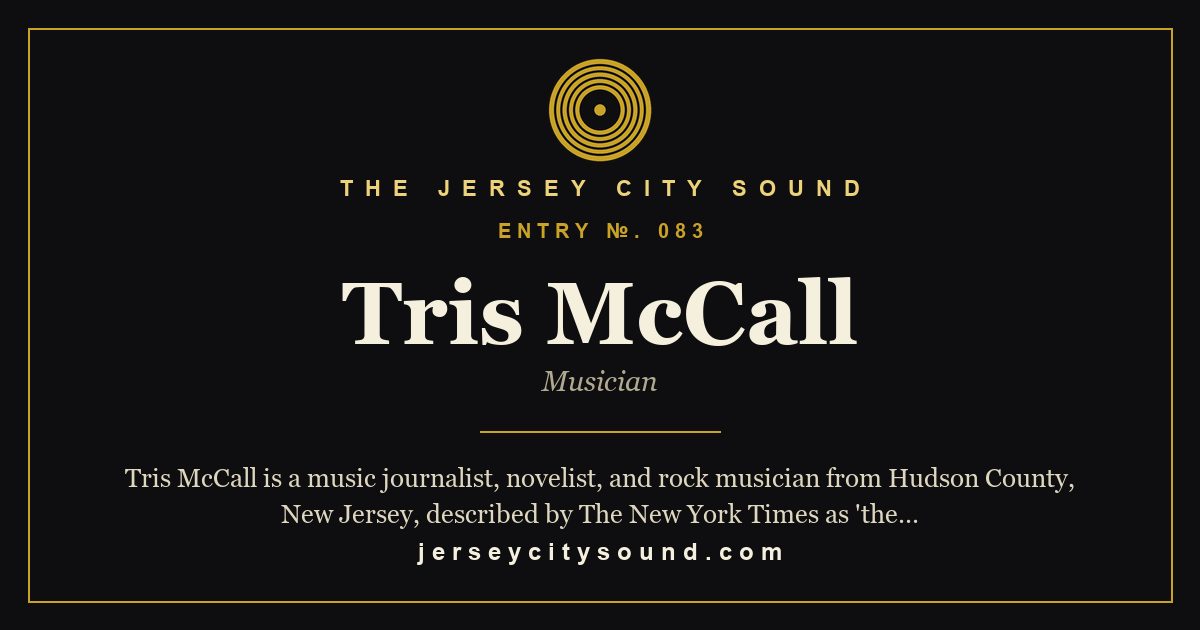 THE JERSEY CITY SOUND
ENTRY №. 083
Tris McCall
Musician
Tris McCall is a music journalist, novelist, and rock musician from Hudson County,
New Jersey, described by The New York Times as 'the...
jerseycitysound.com